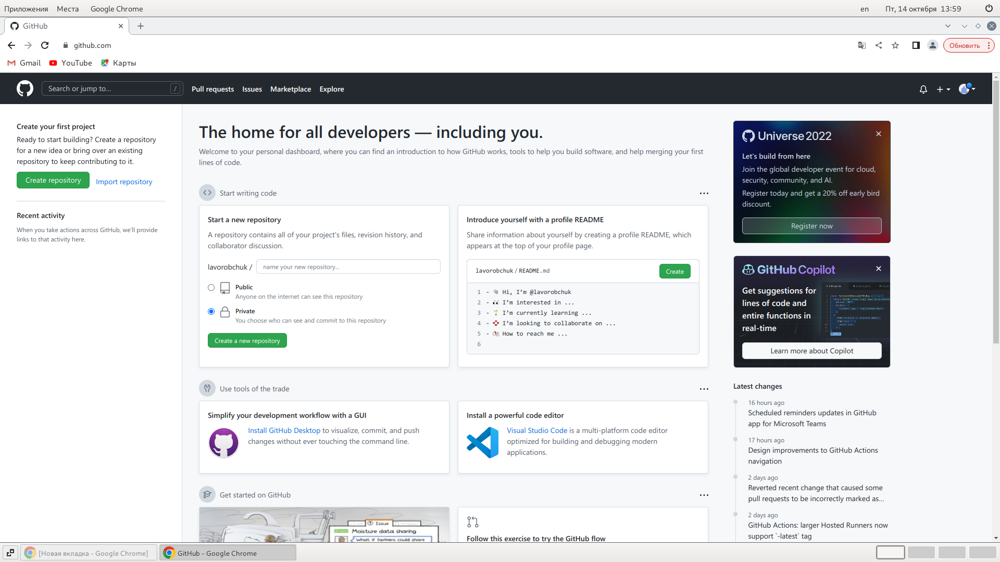 Приложения Места Google Chrome en Пт, 14 октября 13:59
GitHub
github.com Обновить
Gmail YouTube Карты
Search or jump to... / Pull requests Issues Marketplace Explore
Create your first project
Ready to start building? Create a repository
for a new idea or bring over an existing
repository to keep contributing to it.
Create repository Import repository
Recent activity
When you take actions across GitHub, we'll provide
links to that activity here.
The home for all developers — including you.
Welcome to your personal dashboard, where you can find an introduction to how GitHub works, tools to help you build software, and help merging your first
lines of code.
Start writing code
Start a new repository
A repository contains all of your project's files, revision history, and
collaborator discussion.
lavorobchuk / name your new repository...
Public
Anyone on the internet can see this repository
Private
You choose who can see and commit to this repository
Create a new repository
Introduce yourself with a profile README
Share information about yourself by creating a profile README, which
appears at the top of your profile page.
lavorobchuk / README.md Create
1 - 👋 Hi, I'm @lavorobchuk
2 - 👀 I'm interested in ...
3 - 🌱 I'm currently learning ...
4 - 💞️ I'm looking to collaborate on ...
5 - 📫 How to reach me ...
6
Use tools of the trade
Simplify your development workflow with a GUI
Install GitHub Desktop to visualize, commit, and push
changes without ever touching the command line.
Install a powerful code editor
Visual Studio Code is a multi-platform code editor
optimized for building and debugging modern
applications.
Get started on GitHub
Issue
Moisture data sharing
What if farmers could share
Follow this exercise to try the GitHub flow
Universe 2022
Let's build from here
Join the global developer event for cloud,
security, community, and AI.
Register today and get a 20% off early bird
discount.
Register now
GitHub Copilot
Get suggestions for
lines of code and
entire functions in
real-time
Learn more about Copilot
Latest changes
16 hours ago
Scheduled reminders updates in GitHub
app for Microsoft Teams
17 hours ago
Design improvements to GitHub Actions
navigation
2 days ago
Reverted recent change that caused some
pull requests to be incorrectly marked as...
2 days ago
GitHub Actions: larger Hosted Runners now
support `-latest` tag
[Новая вкладка - Google Chrome] GitHub - Google Chrome